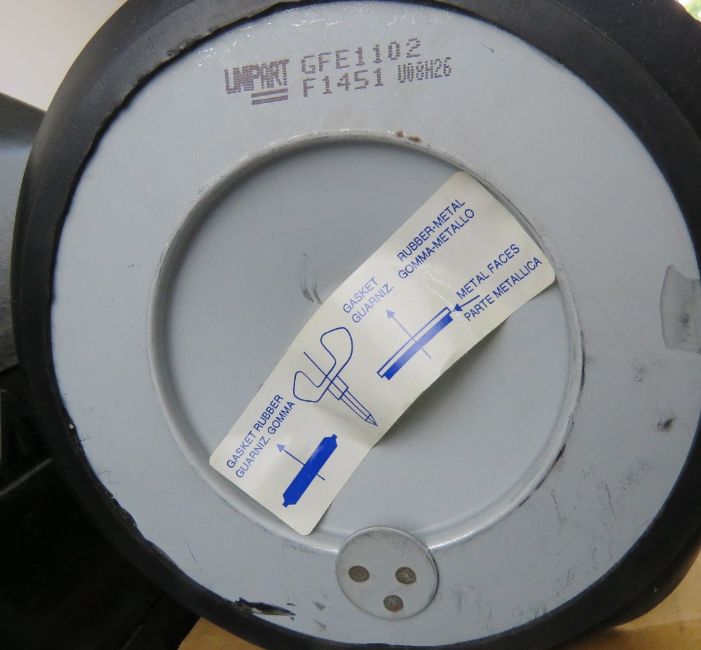 UNIPART GFE1102
F1451 U08H26
RUBBER-METAL
GOMMA-METALLO
GASKET
GUARNIZ.
METAL FACES
PARTE METALLICA
GASKET RUBBER
GUARNIZ. GOMMA